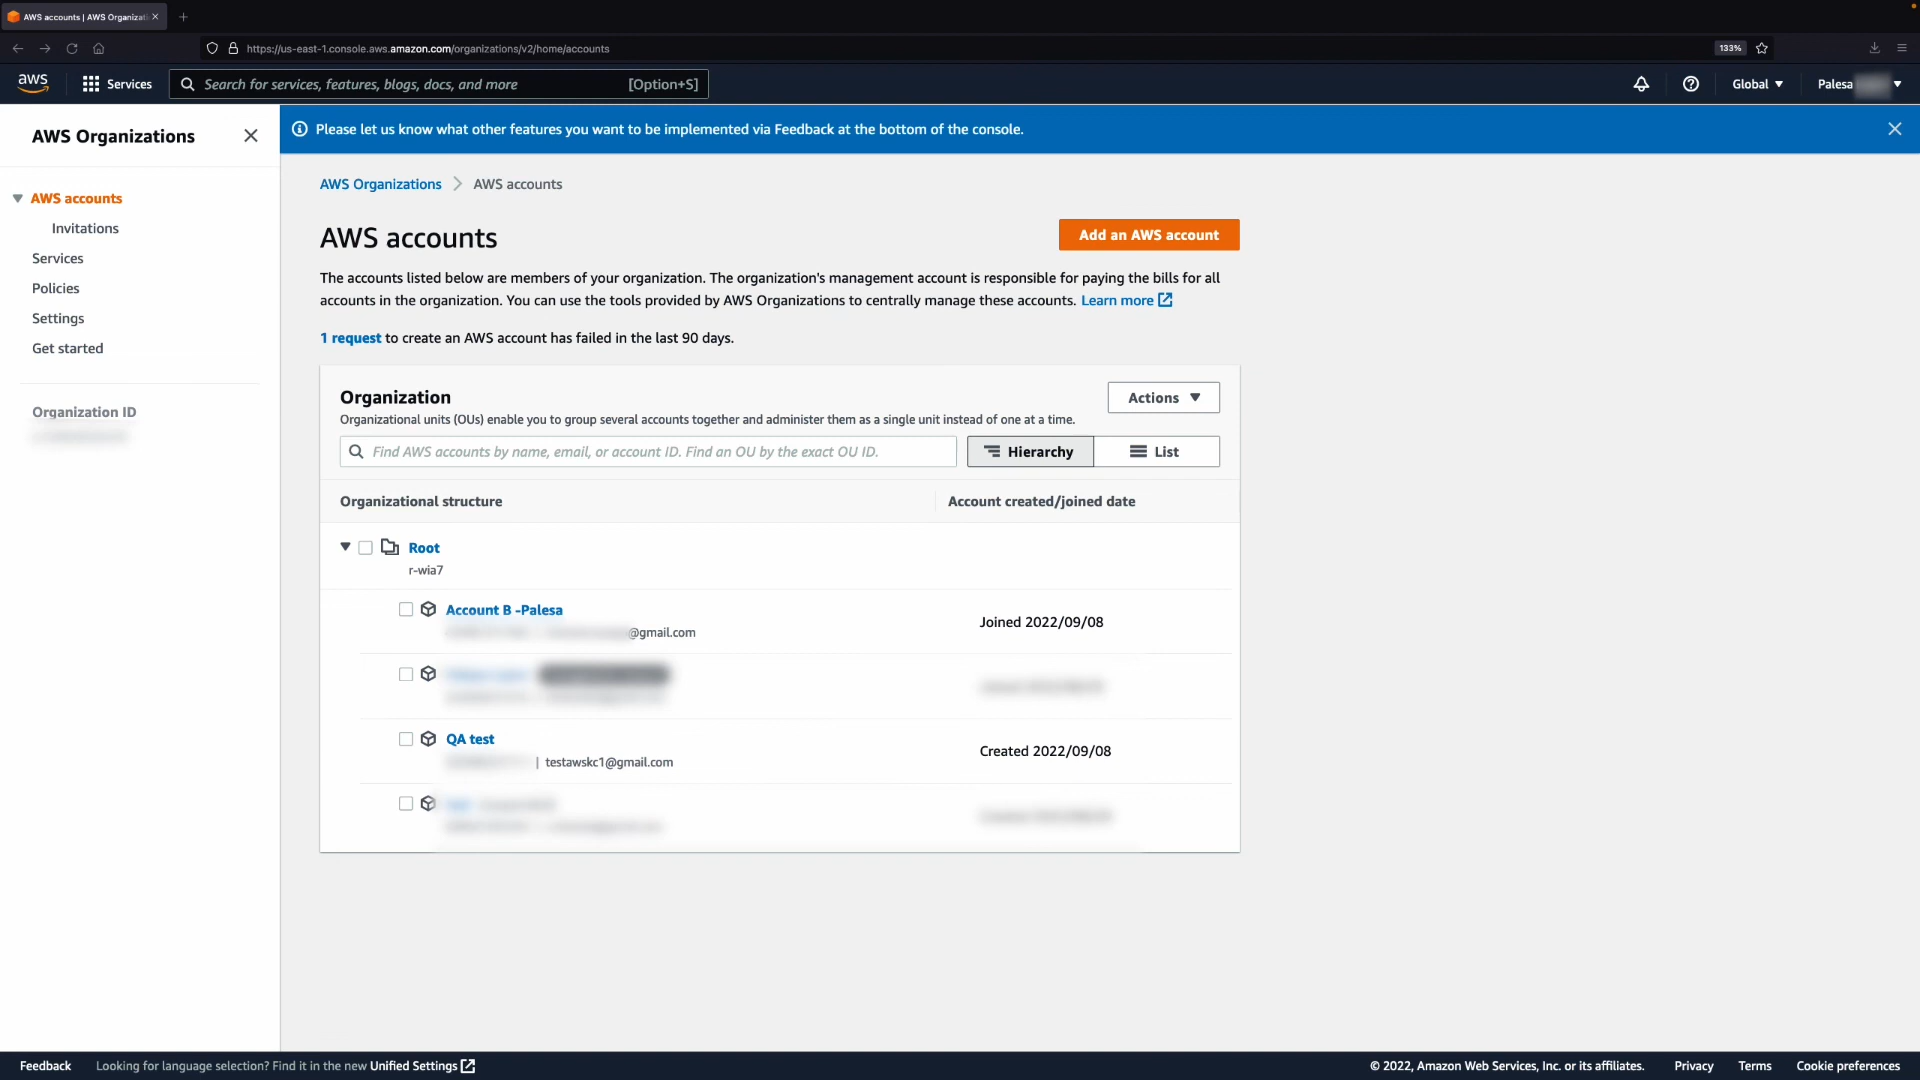 AWS accounts | AWS Organizati
https://us-east-1.console.aws.amazon.com/organizations/v2/home/accounts
133%
aws
Services
Search for services, features, blogs, docs, and more
[Option+S]
Global
Palesa
AWS Organizations
Please let us know what other features you want to be implemented via Feedback at the bottom of the console.
AWS accounts
Invitations
Services
Policies
Settings
Get started
Organization ID
AWS Organizations
AWS accounts
AWS accounts
Add an AWS account
The accounts listed below are members of your organization. The organization's management account is responsible for paying the bills for all
accounts in the organization. You can use the tools provided by AWS Organizations to centrally manage these accounts. Learn more
1 request to create an AWS account has failed in the last 90 days.
Organization
Actions
Organizational units (OUs) enable you to group several accounts together and administer them as a single unit instead of one at a time.
Find AWS accounts by name, email, or account ID. Find an OU by the exact OU ID.
Hierarchy
List
Organizational structure
Account created/joined date
Root
r-wia7
Account B -Palesa
@gmail.com
Joined 2022/09/08
QA test
| testawskc1@gmail.com
Created 2022/09/08
Feedback
Looking for language selection? Find it in the new Unified Settings
© 2022, Amazon Web Services, Inc. or its affiliates.
Privacy
Terms
Cookie preferences